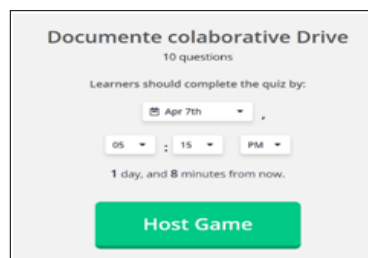 Documente colaborative Drive
10 questions
Learners should complete the quiz by:
Apr 7th ,
05 : 15 PM
1 day, and 8 minutes from now.
Host Game